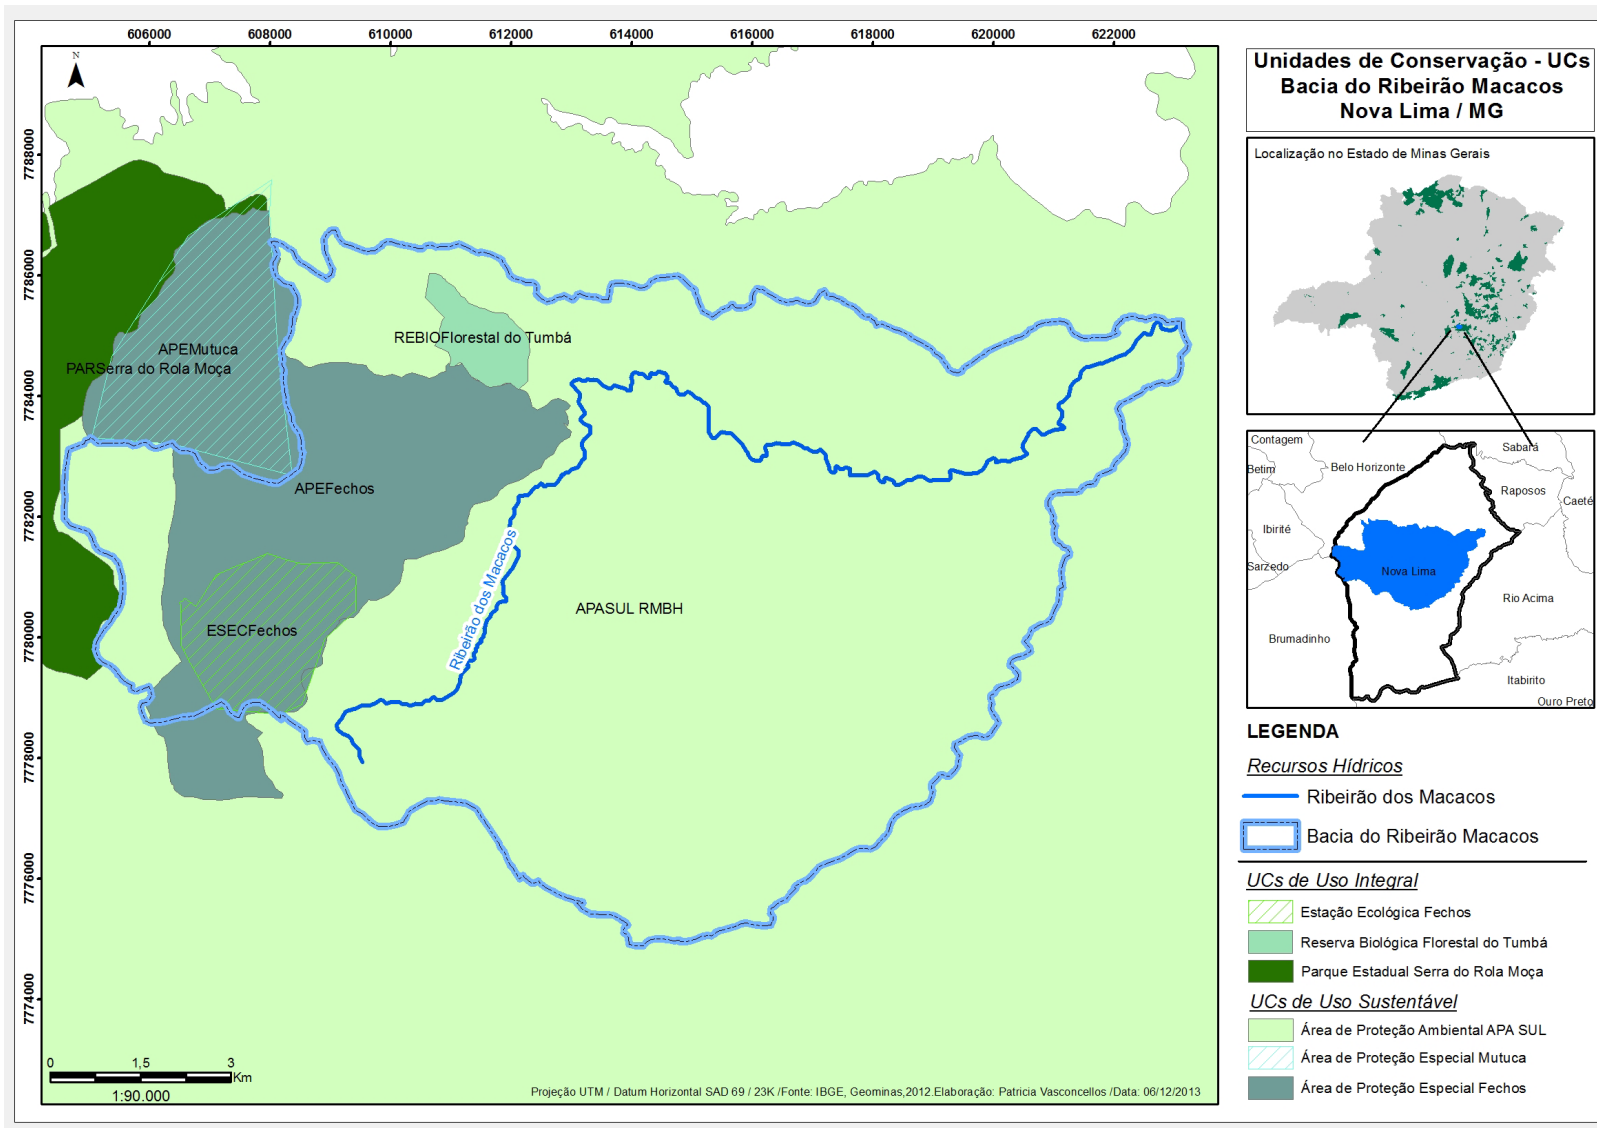 606000
608000
610000
612000
614000
616000
618000
620000
622000
N
7788000
7786000
7784000
7782000
7780000
7778000
7776000
7774000
APEMutuca
PARSerra do Rola Moça
REBIOFlorestal do Tumbá
APEFechos
ESECFechos
Ribeirão dos Macacos
APASUL RMBH
0 1,5 3
Km
1:90.000
Projeção UTM / Datum Horizontal SAD 69 / 23K /Fonte: IBGE, Geominas,2012.Elaboração: Patricia Vasconcellos /Data: 06/12/2013
Unidades de Conservação - UCs
Bacia do Ribeirão Macacos
Nova Lima / MG
Localização no Estado de Minas Gerais
Contagem
Sabará
Betim
Belo Horizonte
Raposos
Caeté
Ibirité
Sarzedo
Nova Lima
Rio Acima
Brumadinho
Itabirito
Ouro Preto
LEGENDA
Recursos Hídricos
Ribeirão dos Macacos
Bacia do Ribeirão Macacos
UCs de Uso Integral
Estação Ecológica Fechos
Reserva Biológica Florestal do Tumbá
Parque Estadual Serra do Rola Moça
UCs de Uso Sustentável
Área de Proteção Ambiental APA SUL
Área de Proteção Especial Mutuca
Área de Proteção Especial Fechos